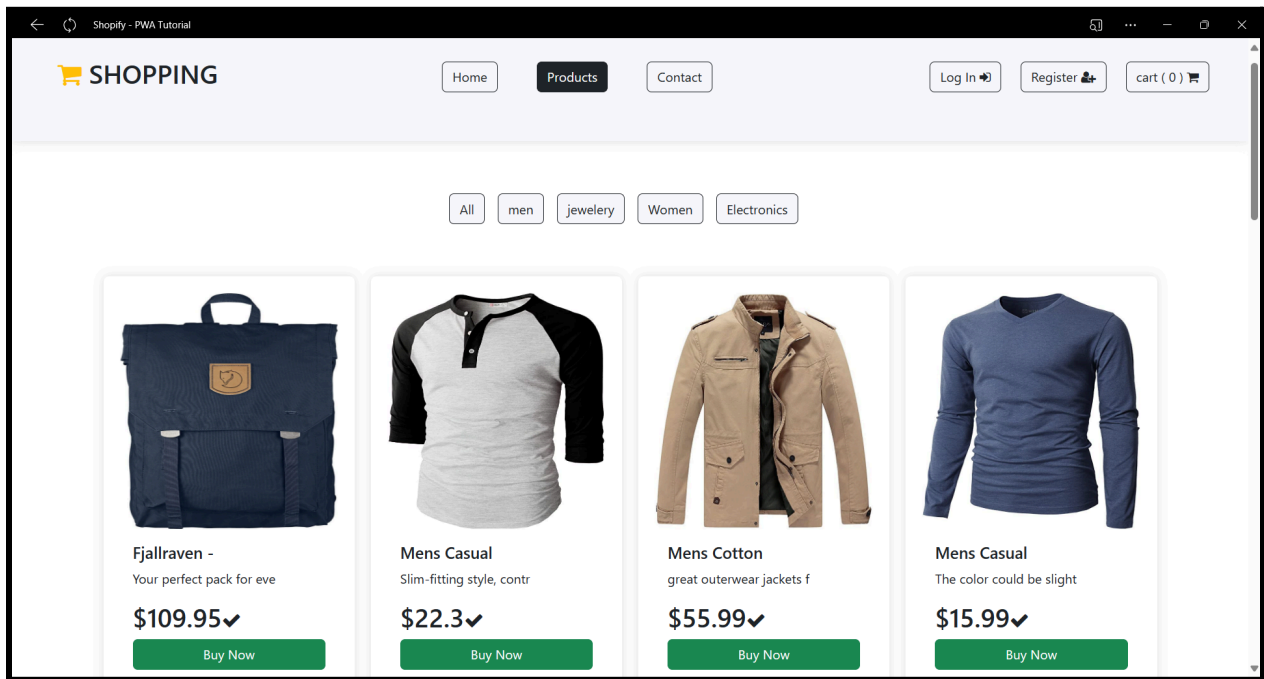 Shopify - PWA Tutorial
SHOPPING Home Products Contact Log In Register cart ( 0 )
All men jewelery Women Electronics
Fjallraven - Mens Casual Mens Cotton Mens Casual
Your perfect pack for eve Slim-fitting style, contr great outerwear jackets f The color could be slight
$109.95 $22.3 $55.99 $15.99
Buy Now Buy Now Buy Now Buy Now